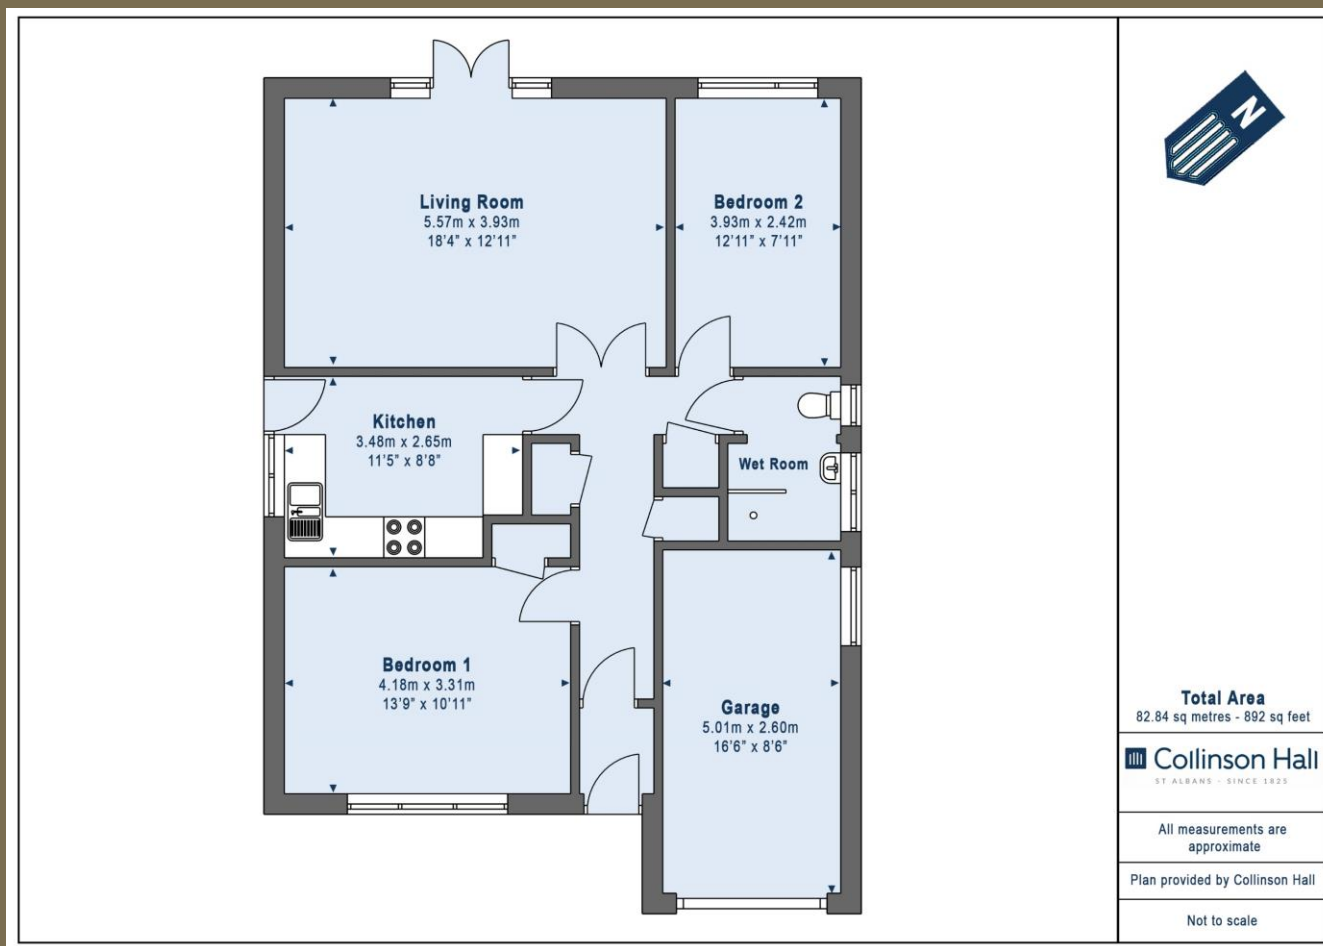 Living Room
5.57m x 3.93m
18'4" x 12'11"
Bedroom 2
3.93m x 2.42m
12'11" x 7'11"
Kitchen
3.48m x 2.65m
11'5" x 8'8"
Wet Room
Bedroom 1
4.18m x 3.31m
13'9" x 10'11"
Garage
5.01m x 2.60m
16'6" x 8'6"
N
Total Area
82.84 sq metres - 892 sq feet
Collinson Hall
ST ALBANS - SINCE 1825
All measurements are
approximate
Plan provided by Collinson Hall
Not to scale